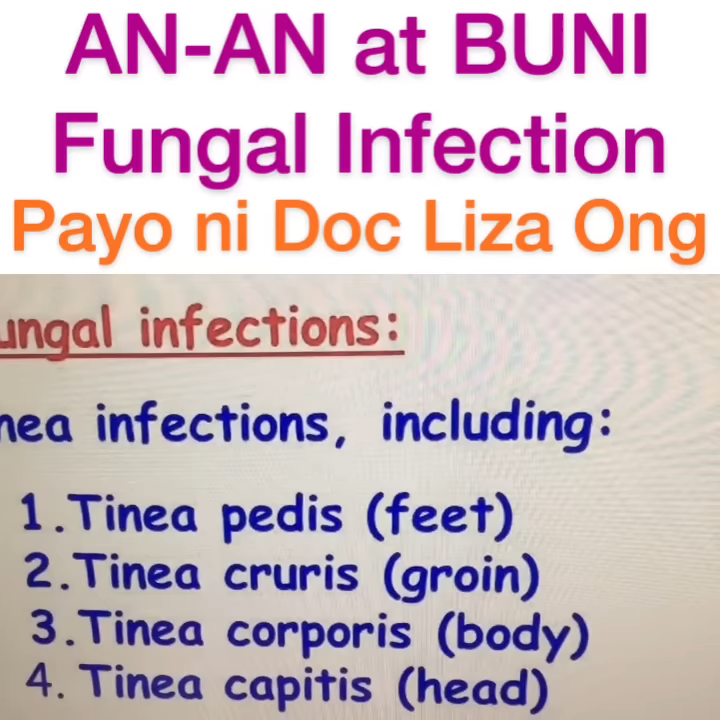 AN-AN at BUNI
Fungal Infection
Payo ni Doc Liza Ong
ungal infections:
nea infections, including:
1.Tinea pedis (feet)
2.Tinea cruris (groin)
3.Tinea corporis (body)
4. Tinea capitis (head)